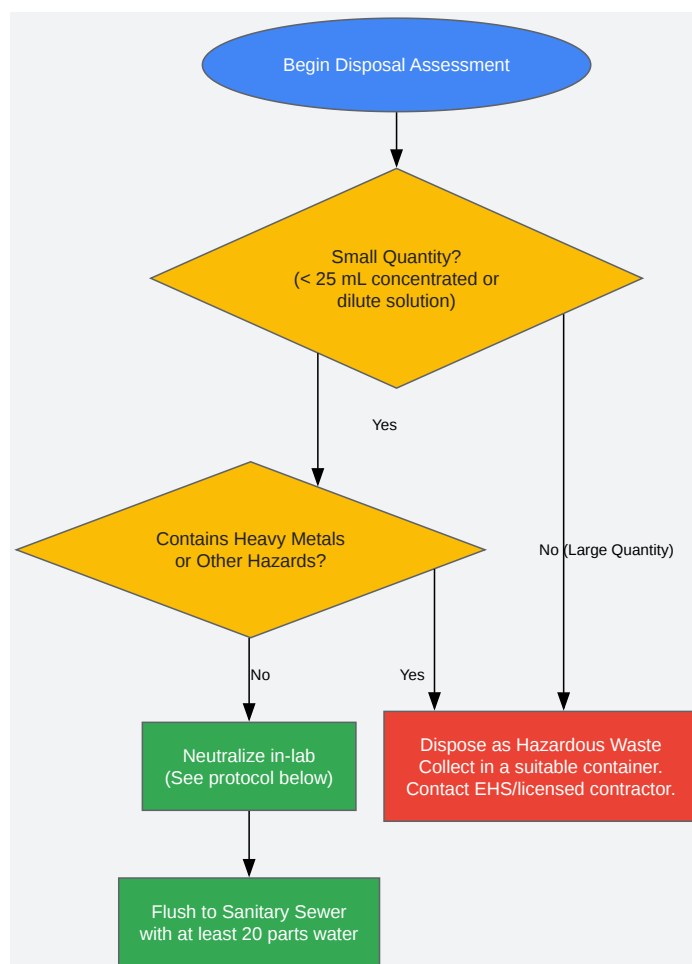 Begin Disposal Assessment
Small Quantity?
(< 25 mL concentrated or
dilute solution)
Yes
Contains Heavy Metals
or Other Hazards?
No (Large Quantity)
No
Yes
Neutralize in-lab
(See protocol below)
Dispose as Hazardous Waste
Collect in a suitable container.
Contact EHS/licensed contractor.
Flush to Sanitary Sewer
with at least 20 parts water